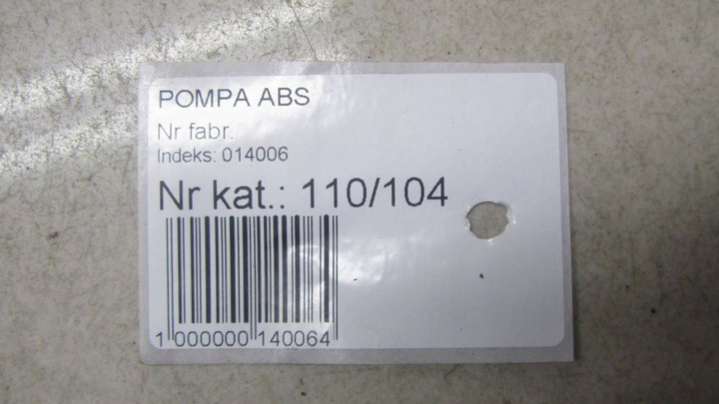 POMPA ABS
Nr fabr.
Indeks: 014006
Nr kat.: 110/104
1 000000 140064